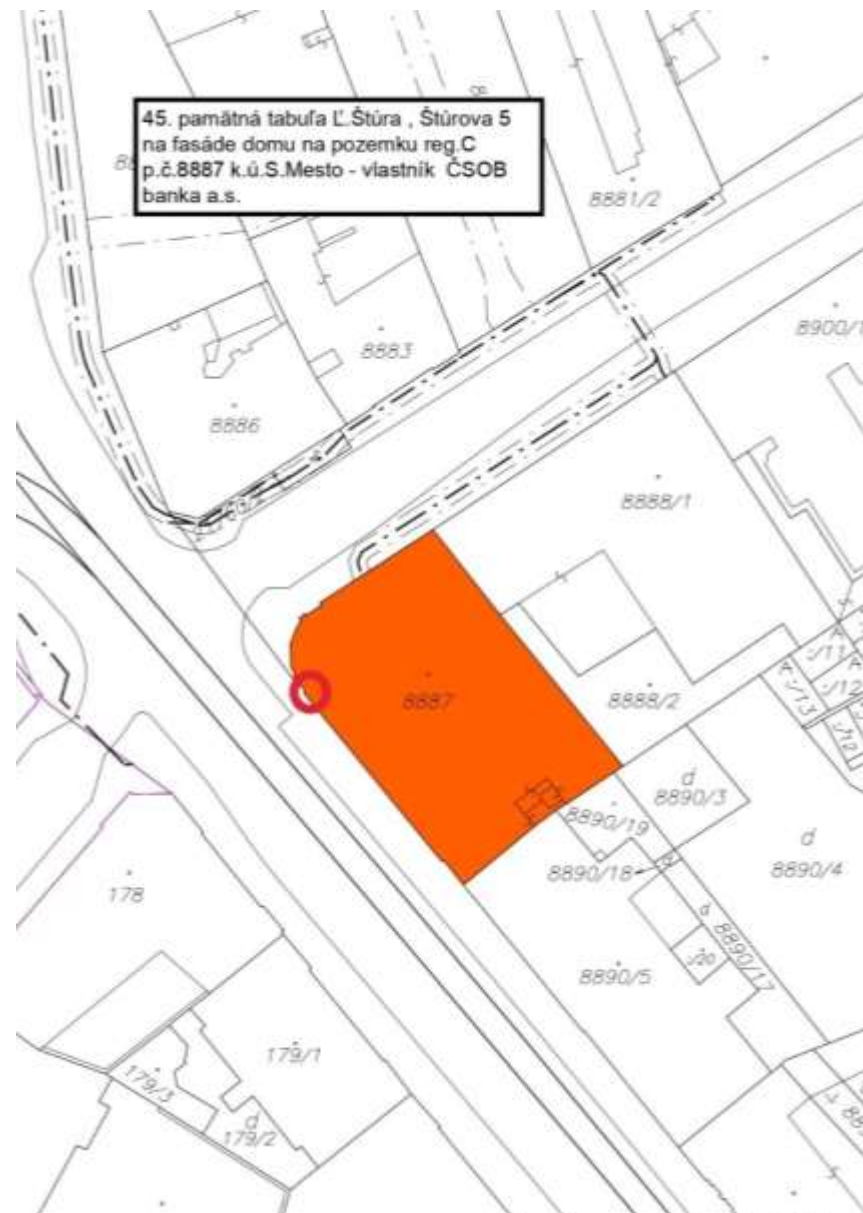 45. pamätná tabuľa Ľ.Štúra , Štúrova 5
na fasáde domu na pozemku reg.C
p.č.8887 k.ú.S.Mesto - vlastník ČSOB
banka a.s.
8881/2
8900/1
8883
8886
8888/1
8887
8888/2
d
8890/3
8890/19
d
8890/4
8890/18
8890/17
8890/5
178
179/1
179/3
d
179/2